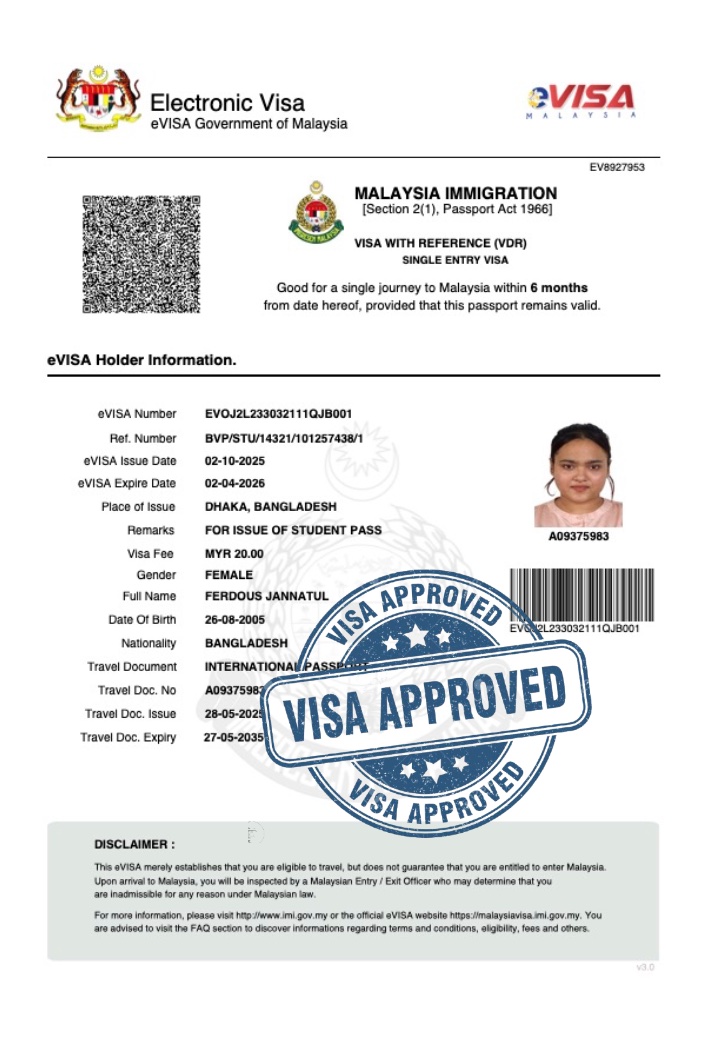 Electronic Visa
eVISA Government of Malaysia
eVISA
MALAYSIA
EV8927953
MALAYSIA IMMIGRATION
[Section 2(1), Passport Act 1966]
VISA WITH REFERENCE (VDR)
SINGLE ENTRY VISA
Good for a single journey to Malaysia within 6 months
from date hereof, provided that this passport remains valid.
eVISA Holder Information.
eVISA Number EVOJ2L233032111QJB001
Ref. Number BVP/STU/14321/101257438/1
eVISA Issue Date 02-10-2025
eVISA Expire Date 02-04-2026
Place of Issue DHAKA, BANGLADESH
Remarks FOR ISSUE OF STUDENT PASS
Visa Fee MYR 20.00
Gender FEMALE
Full Name FERDOUS JANNATUL
Date Of Birth 26-08-2005
Nationality BANGLADESH
Travel Document INTERNATIONAL PASSPORT
Travel Doc. No A09375983
Travel Doc. Issue 28-05-2025
Travel Doc. Expiry 27-05-2035
A09375983
EVOJ2L233032111QJB001
VISA APPROVED
VISA APPROVED
VISA APPROVED
DISCLAIMER :
This eVISA merely establishes that you are eligible to travel, but does not guarantee that you are entitled to enter Malaysia.
Upon arrival to Malaysia, you will be inspected by a Malaysian Entry / Exit Officer who may determine that you
are inadmissible for any reason under Malaysian law.
For more information, please visit http://www.imi.gov.my or the official eVISA website https://malaysiavisa.imi.gov.my. You
are advised to visit the FAQ section to discover informations regarding terms and conditions, eligibility, fees and others.
v3.0